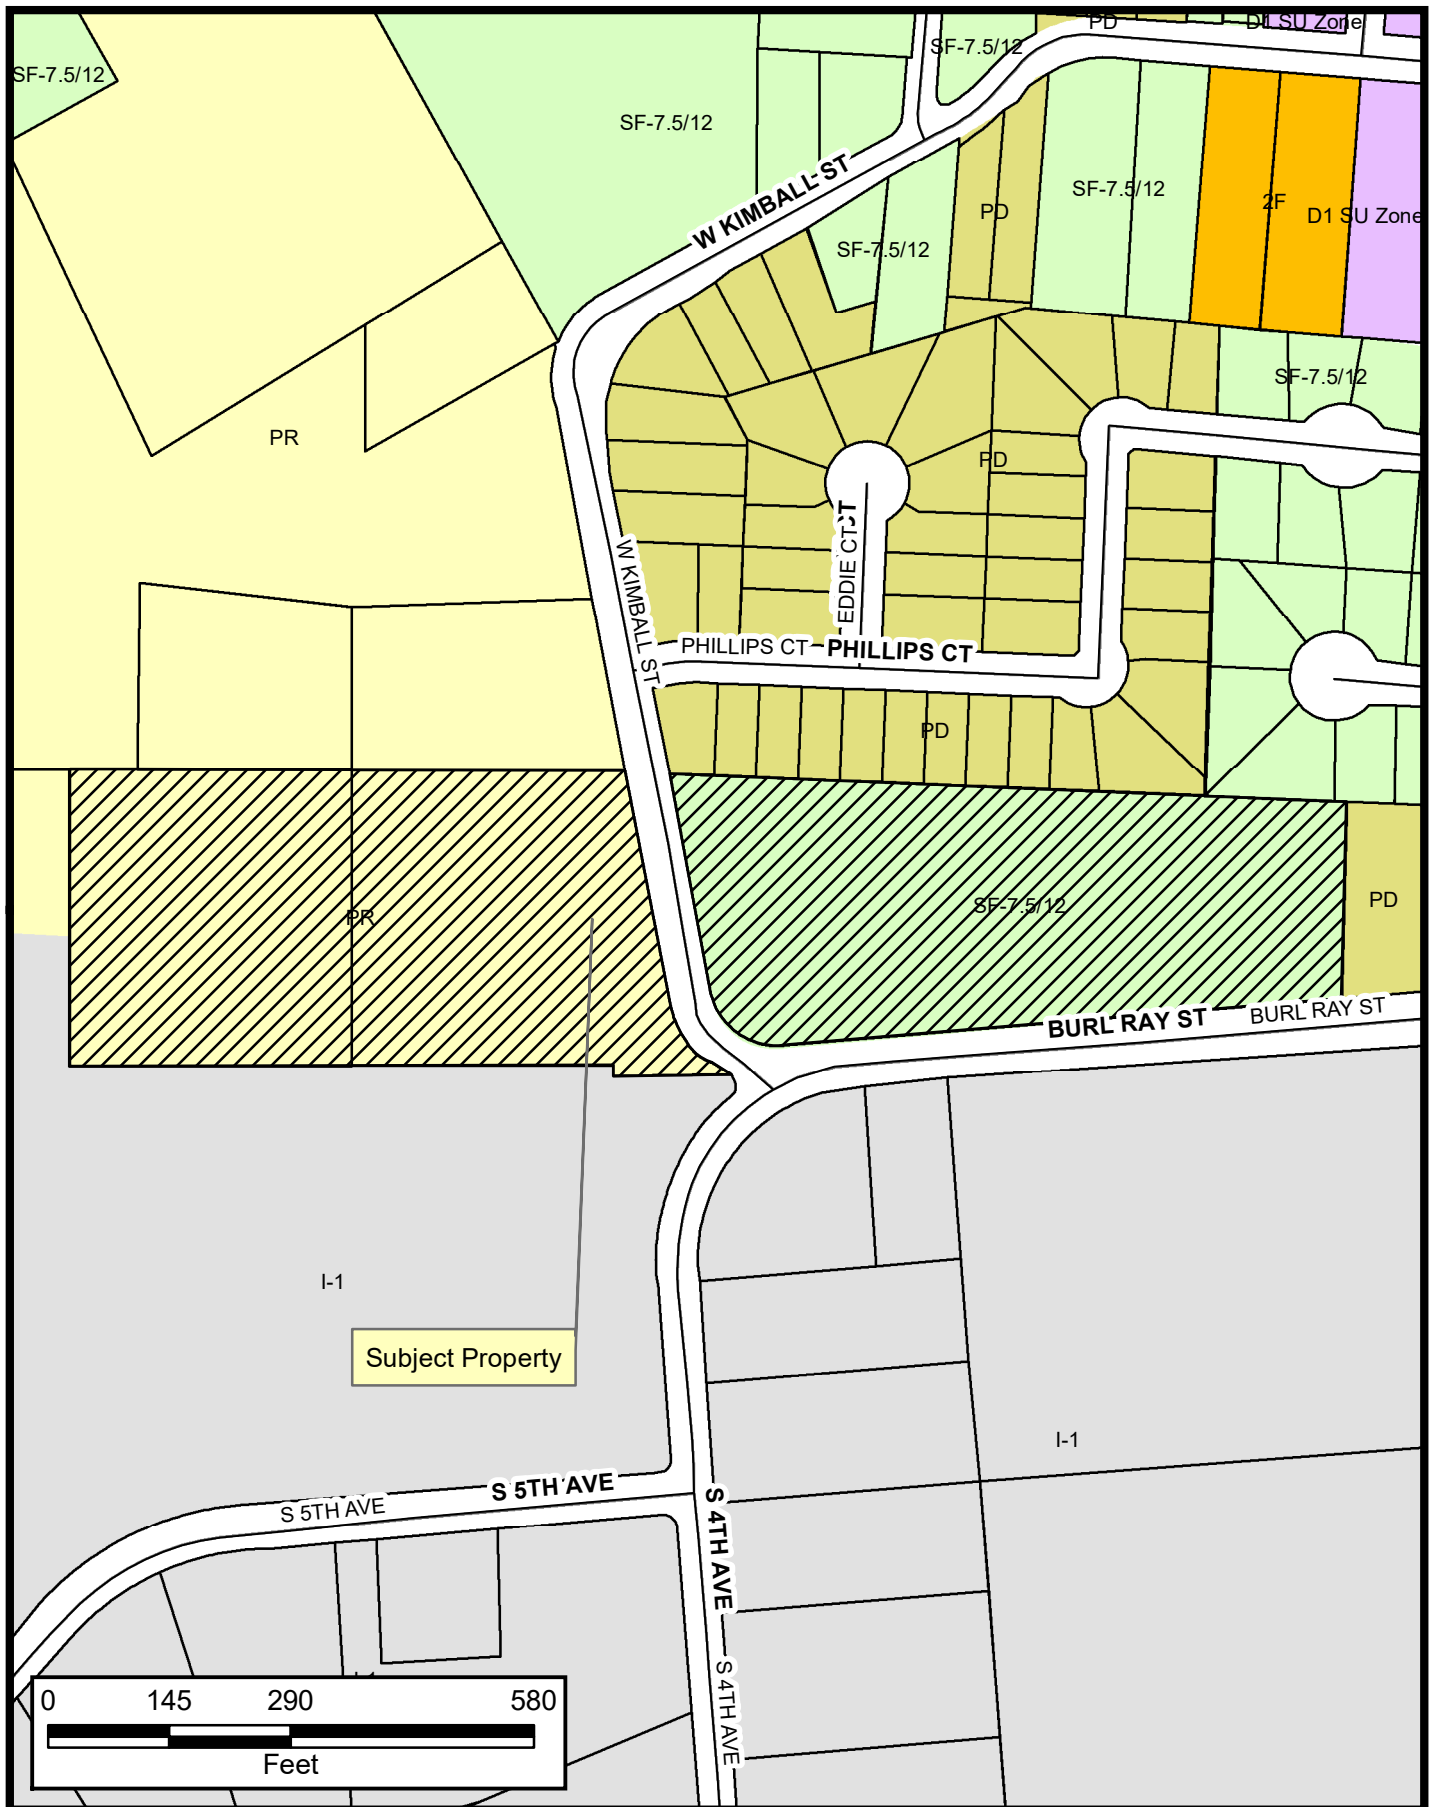 PD
D1 SU Zone
SF-7.5/12
SF-7.5/12
SF-7.5/12
W KIMBALL ST
SF-7.5/12
2F
PD
D1 SU Zone
SF-7.5/12
SF-7.5/12
PR
PD
EDDIE CT
W KIMBALL ST
PHILLIPS CT
PHILLIPS CT
PD
PD
SF-7.5/12
PR
BURL RAY ST
BURL RAY ST
I-1
Subject Property
I-1
S 5TH AVE
S 5TH AVE
S 4TH AVE
S 4TH AVE
0 145 290 580
Feet